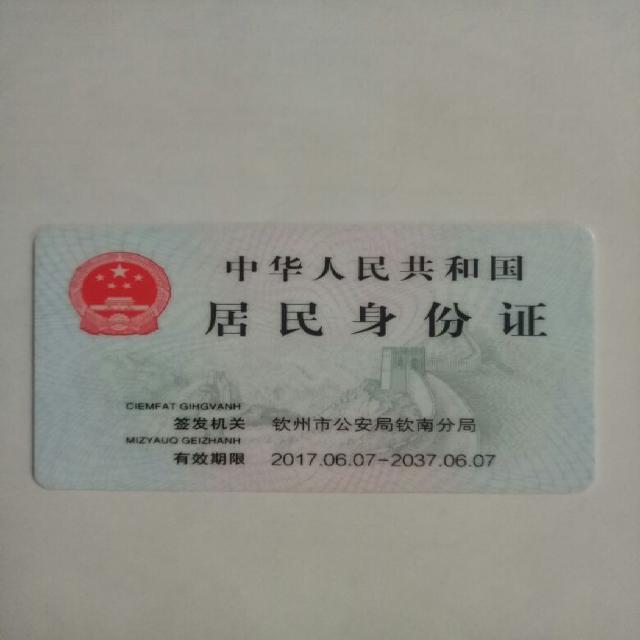 中华人民共和国
居民身份证
CIEMFAT GIHGVANH
签发机关 钦州市公安局钦南分局
MIZYAUQ GEIZHANH
有效期限 2017.06.07-2037.06.07